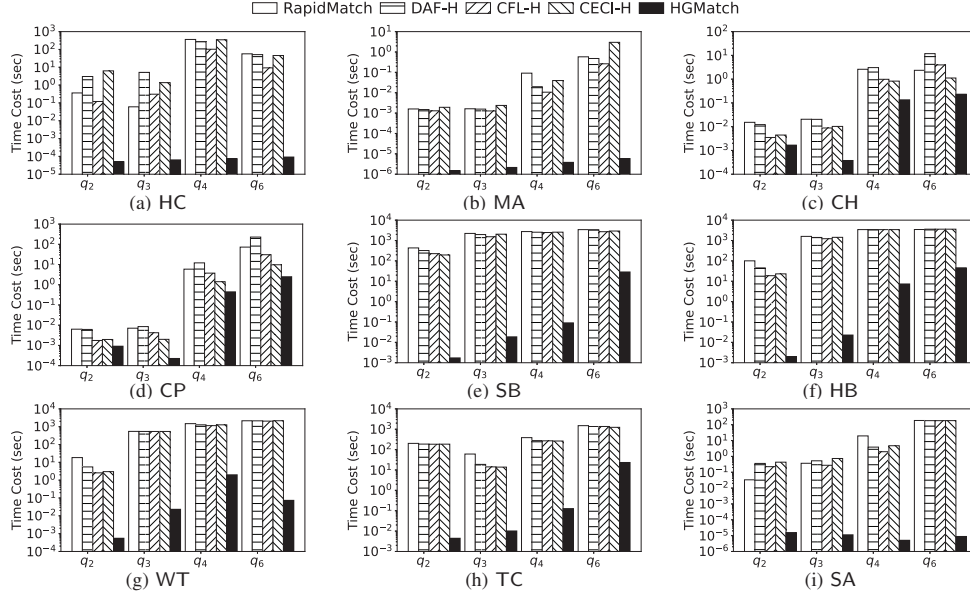 RapidMatch DAF-H CFL-H CECI-H HGMatch
Time Cost (sec)
10^3
10^2
10^1
10^0
10^-1
10^-2
10^-3
10^-4
10^-5
q2 q3 q4 q6
(a) HC
Time Cost (sec)
10^2
10^1
10^0
10^-1
10^-2
10^-3
10^-4
10^-5
10^-6
q2 q3 q4 q6
(b) MA
Time Cost (sec)
10^2
10^1
10^0
10^-1
10^-2
10^-3
10^-4
q2 q3 q4 q6
(c) CH
Time Cost (sec)
10^3
10^2
10^1
10^0
10^-1
10^-2
10^-3
10^-4
q2 q3 q4 q6
(d) CP
Time Cost (sec)
10^4
10^3
10^2
10^1
10^0
10^-1
10^-2
10^-3
q2 q3 q4 q6
(e) SB
Time Cost (sec)
10^4
10^3
10^2
10^1
10^0
10^-1
10^-2
10^-3
q2 q3 q4 q6
(f) HB
Time Cost (sec)
10^4
10^3
10^2
10^1
10^0
10^-1
10^-2
10^-3
10^-4
q2 q3 q4 q6
(g) WT
Time Cost (sec)
10^4
10^3
10^2
10^1
10^0
10^-1
10^-2
10^-3
q2 q3 q4 q6
(h) TC
Time Cost (sec)
10^3
10^2
10^1
10^0
10^-1
10^-2
10^-3
10^-4
10^-5
10^-6
q2 q3 q4 q6
(i) SA